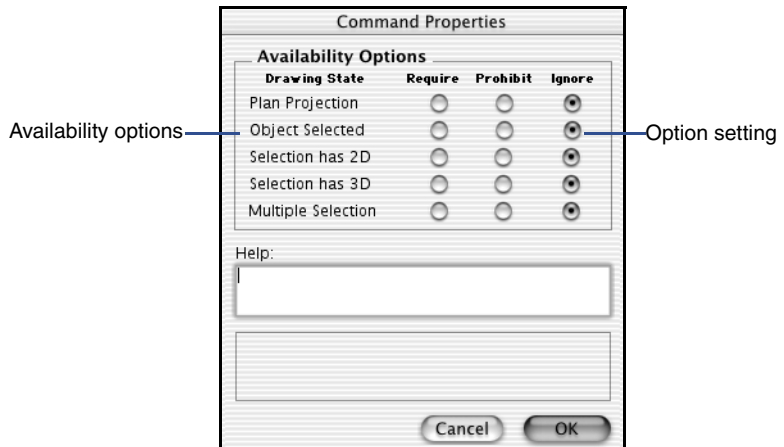 Command Properties
Availability Options
Drawing State Require Prohibit Ignore
Plan Projection
Availability options Object Selected Option setting
Selection has 2D
Selection has 3D
Multiple Selection
Help:
Cancel OK